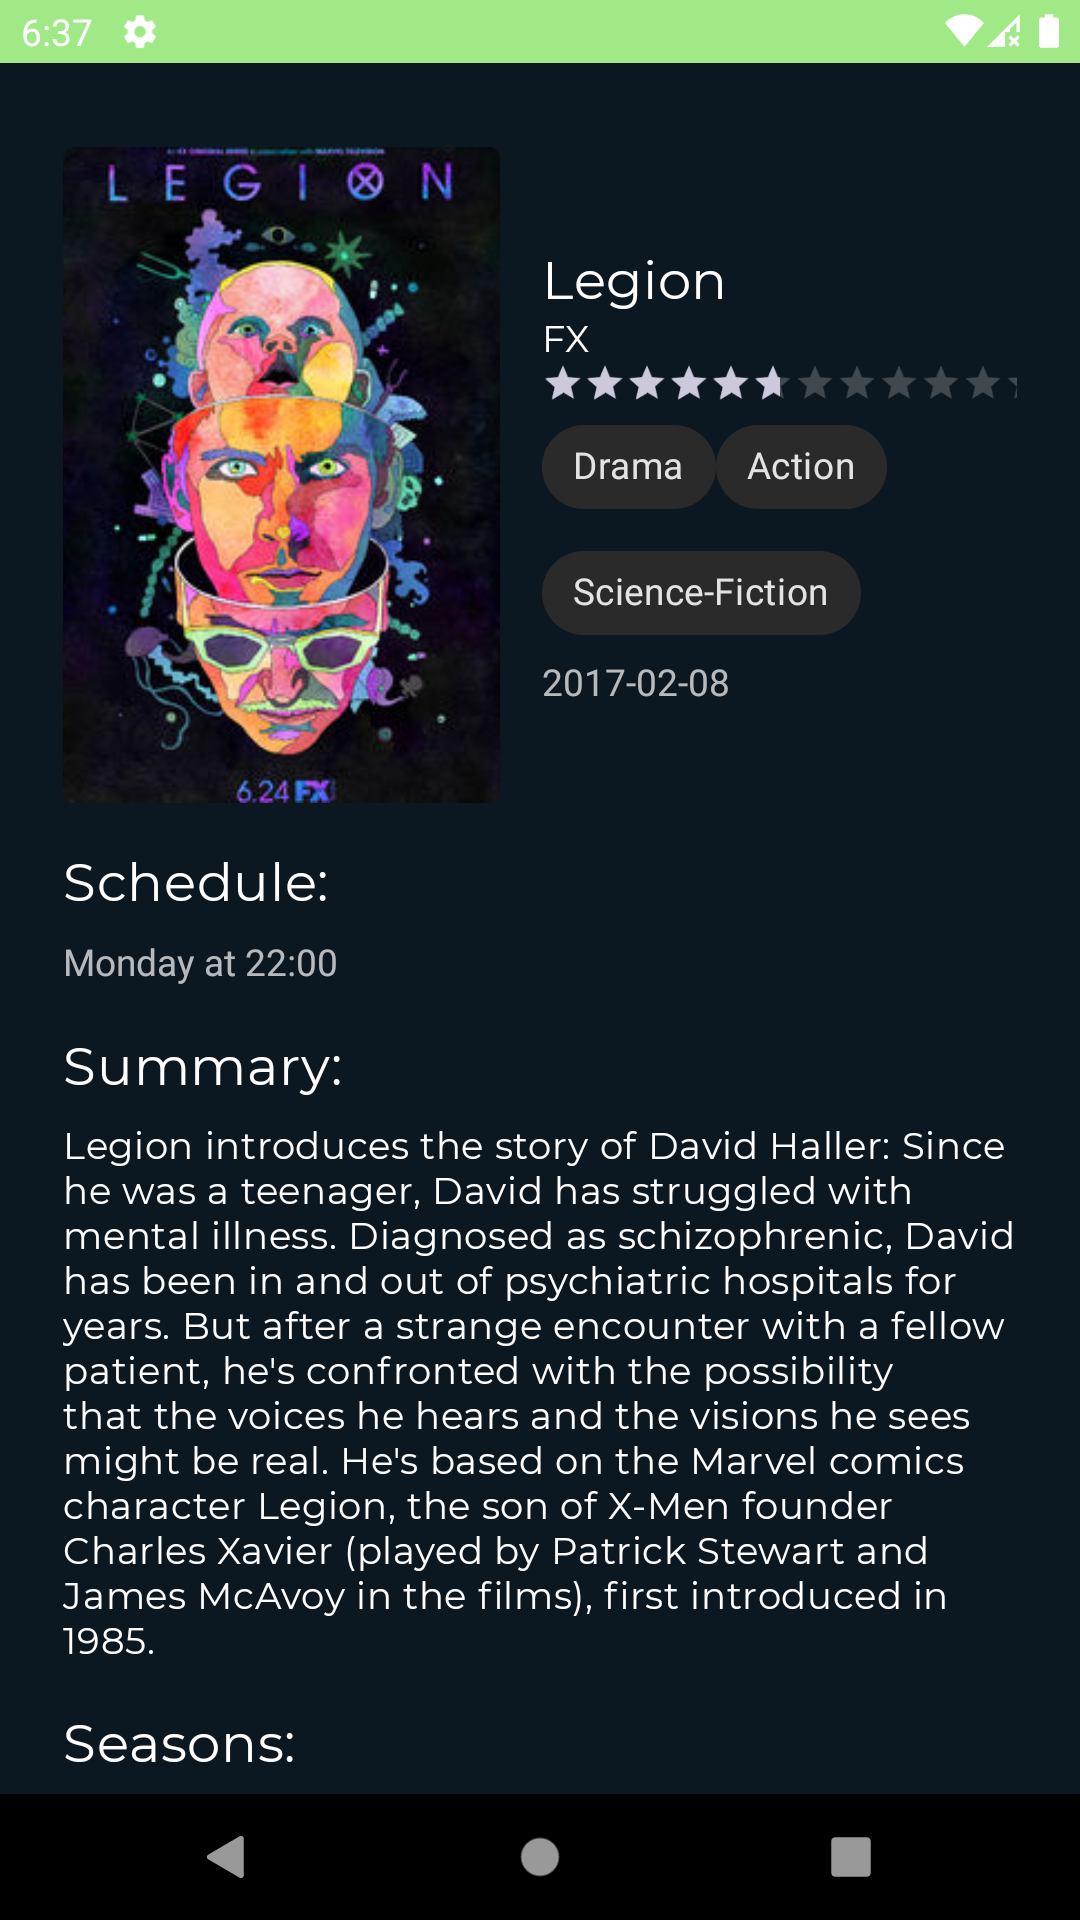 6:37
LEGION
6.24 FX
Legion
FX
Drama
Action
Science-Fiction
2017-02-08
Schedule:
Monday at 22:00
Summary:
Legion introduces the story of David Haller: Since
he was a teenager, David has struggled with
mental illness. Diagnosed as schizophrenic, David
has been in and out of psychiatric hospitals for
years. But after a strange encounter with a fellow
patient, he's confronted with the possibility
that the voices he hears and the visions he sees
might be real. He's based on the Marvel comics
character Legion, the son of X-Men founder
Charles Xavier (played by Patrick Stewart and
James McAvoy in the films), first introduced in
1985.
Seasons: